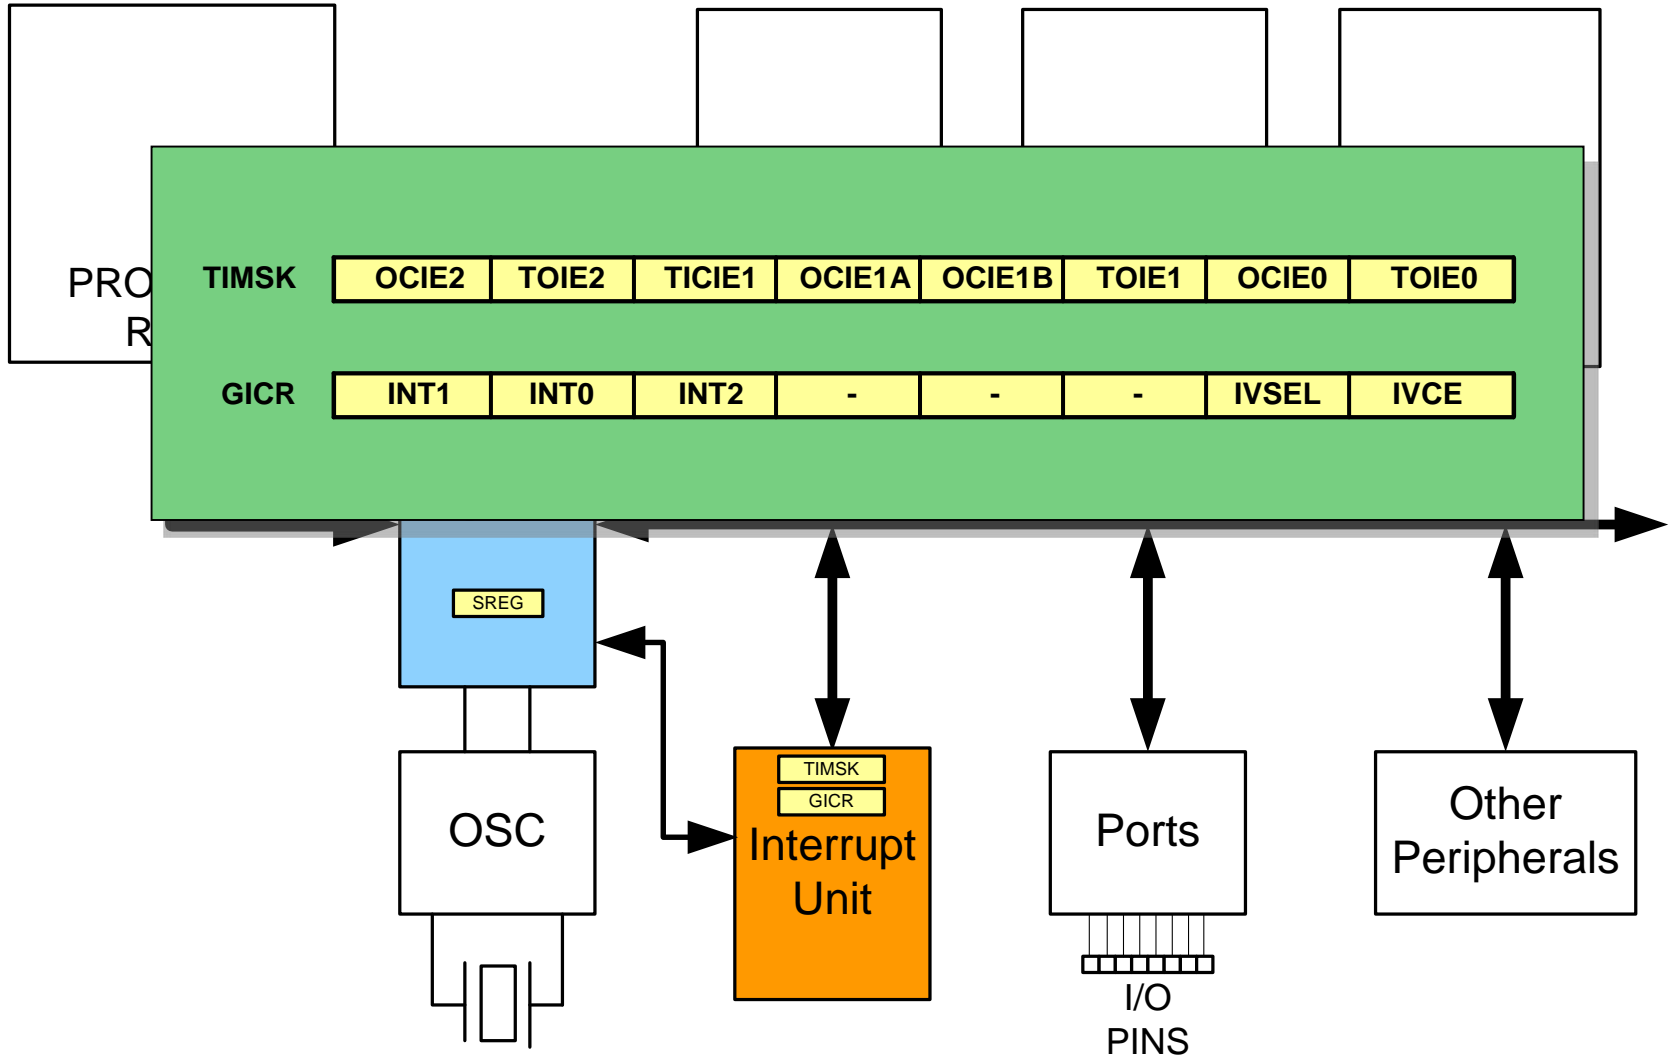 TIMSK OCIE2 TOIE2 TICIE1 OCIE1A OCIE1B TOIE1 OCIE0 TOIE0
GICR INT1 INT0 INT2 - - - IVSEL IVCE
SREG
OSC
TIMSK
GICR
Interrupt
Unit
Ports
I/O
PINS
Other
Peripherals